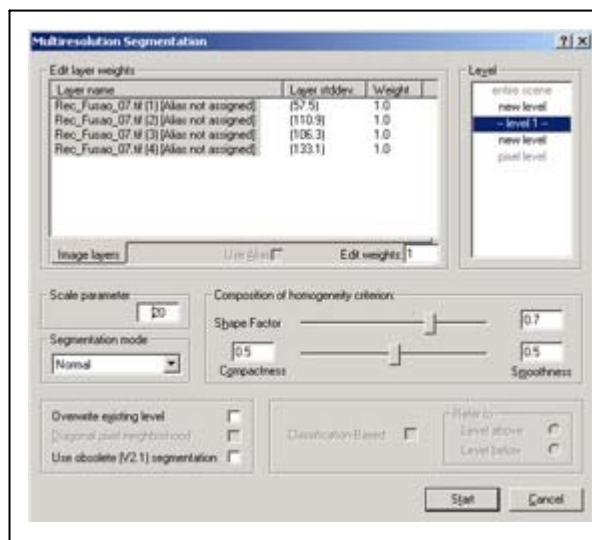 Multiresolution Segmentation
Edit layer weights
Layer name Layer stddev. Weight
Rec_Fusao_07.tif (1) [Alias not assigned] (57.5) 1.0
Rec_Fusao_07.tif (2) [Alias not assigned] (110.9) 1.0
Rec_Fusao_07.tif (3) [Alias not assigned] (106.3) 1.0
Rec_Fusao_07.tif (4) [Alias not assigned] (133.1) 1.0
Image layers Use Alias Edit weights: 1
Level
entire scene
new level
-- level 1 --
new level
pixel level
Scale parameter
20
Segmentation mode
Normal
Composition of homogeneity criterion:
Shape Factor 0.7
0.5 0.5
Compactness Smoothness
Overwrite existing level
Diagonal pixel neighborhood
Use obsolete (V2.1) segmentation
Classification-Based
Refer to
Level above
Level below
Start Cancel